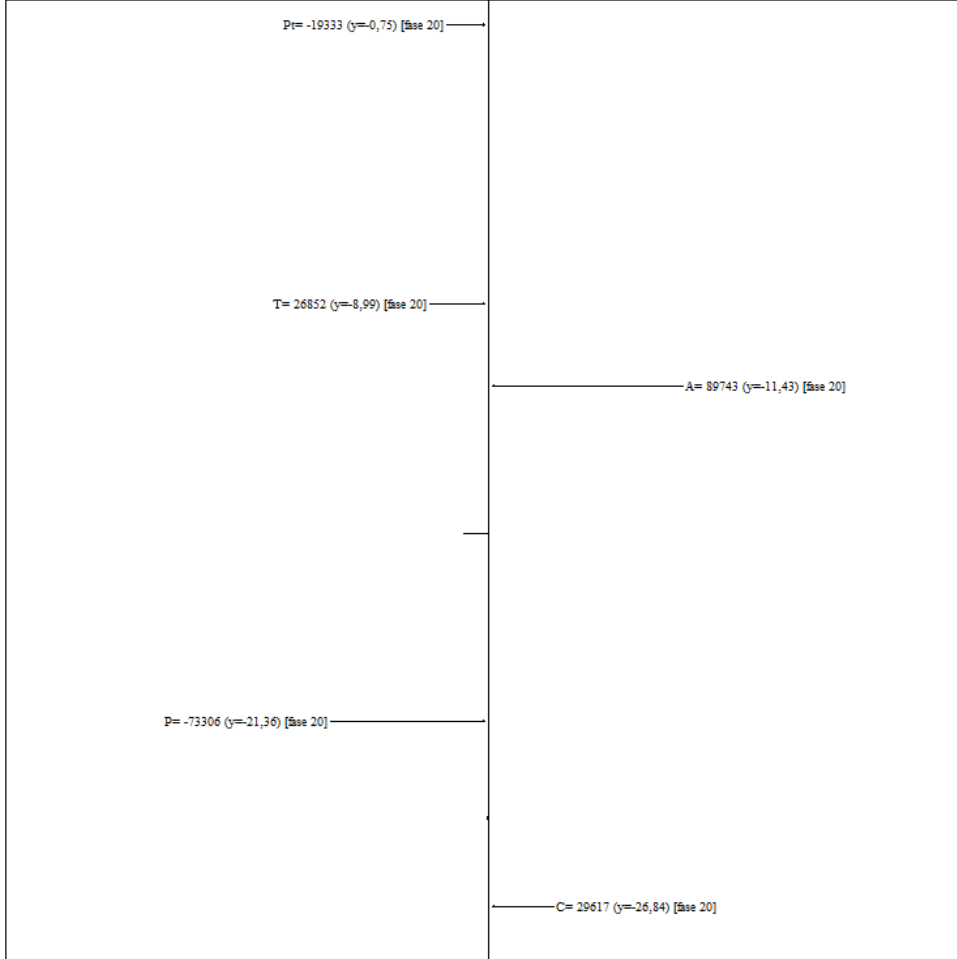 Pt= -19333 (y=-0,75) [fase 20]
T= 26852 (y=-8,99) [fase 20]
A= 89743 (y=-11,43) [fase 20]
P= -73306 (y=-21,36) [fase 20]
C= 29617 (y=-26,84) [fase 20]